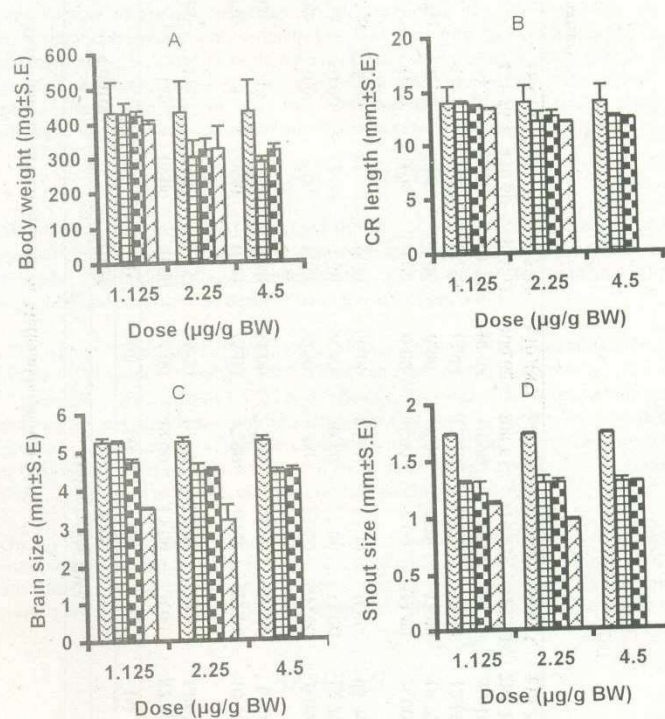 A
Body weight (mg±S.E)
600
500
400
300
200
100
0
1.125 2.25 4.5
Dose (µg/g BW)
B
CR length (mm±S.E)
20
15
10
5
0
1.125 2.25 4.5
Dose (µg/g BW)
C
Brain size (mm±S.E)
6
5
4
3
2
1
0
1.125 2.25 4.5
Dose (µg/g BW)
D
Snout size (mm±S.E)
2
1.5
1
0.5
0
1.125 2.25 4.5
Dose (µg/g BW)